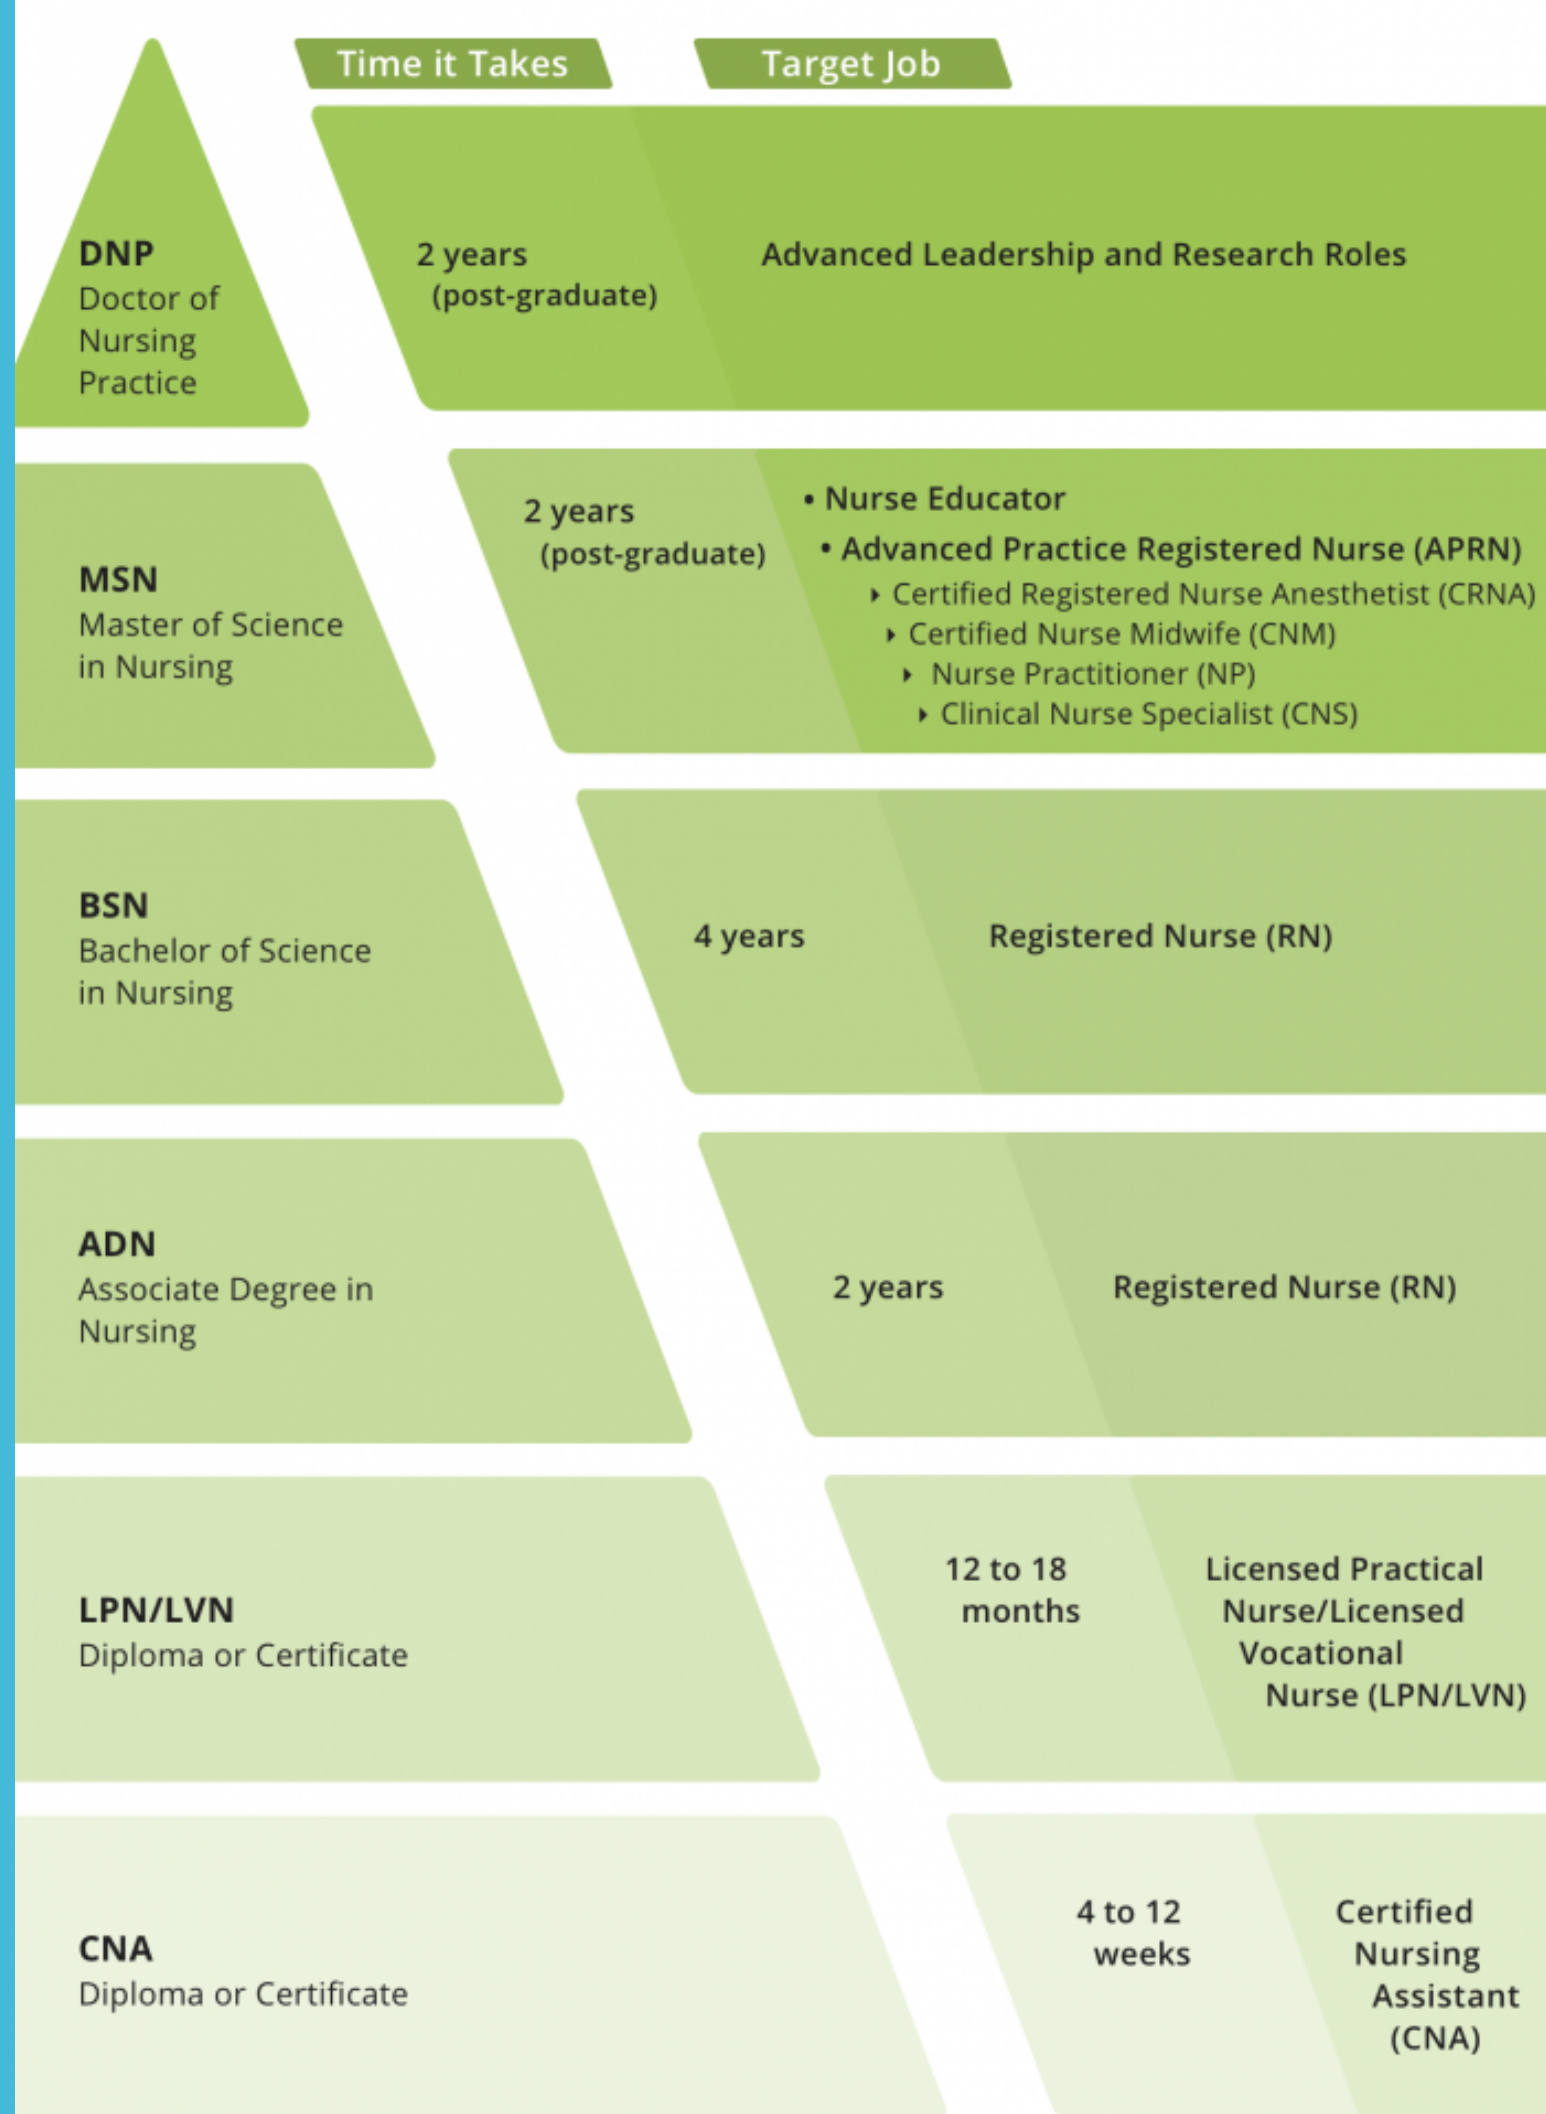 Time it Takes
Target Job
DNP
Doctor of
Nursing
Practice
2 years
(post-graduate)
Advanced Leadership and Research Roles
MSN
Master of Science
in Nursing
2 years
(post-graduate)
• Nurse Educator
• Advanced Practice Registered Nurse (APRN)
‣ Certified Registered Nurse Anesthetist (CRNA)
‣ Certified Nurse Midwife (CNM)
‣ Nurse Practitioner (NP)
‣ Clinical Nurse Specialist (CNS)
BSN
Bachelor of Science
in Nursing
4 years
Registered Nurse (RN)
ADN
Associate Degree in
Nursing
2 years
Registered Nurse (RN)
LPN/LVN
Diploma or Certificate
12 to 18
months
Licensed Practical
Nurse/Licensed
Vocational
Nurse (LPN/LVN)
CNA
Diploma or Certificate
4 to 12
weeks
Certified
Nursing
Assistant
(CNA)